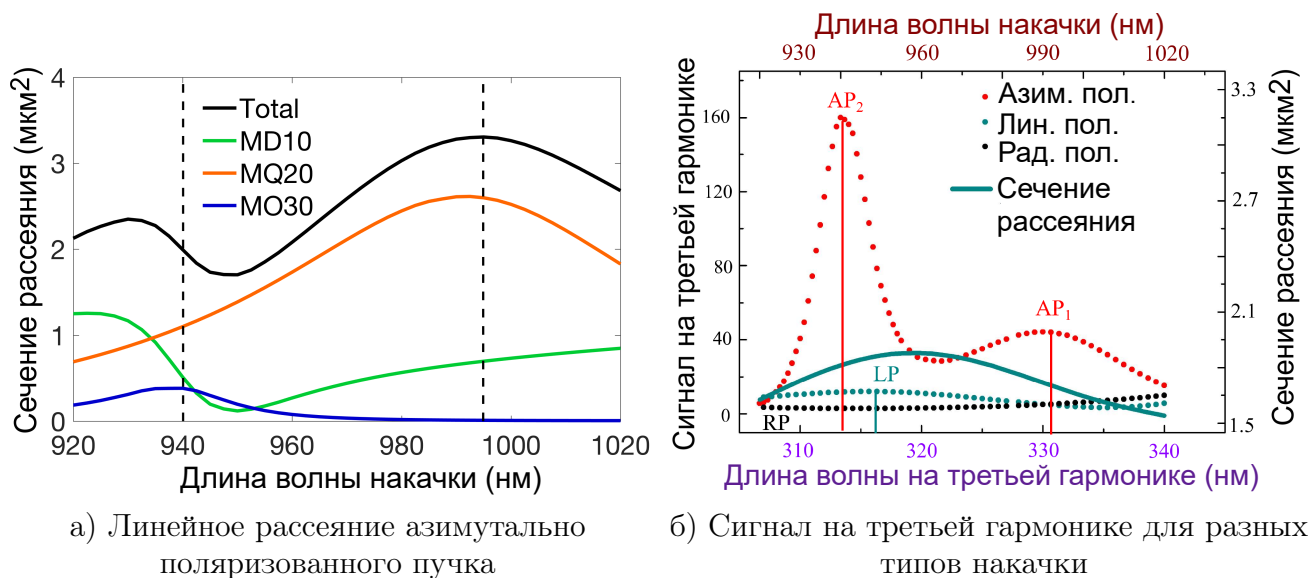 Сечение рассеяния (мкм2)
4
3
2
1
0
Total
MD10
MQ20
MO30
920 940 960 980 1000 1020
Длина волны накачки (нм)
а) Линейное рассеяние азимутально
поляризованного пучка
Длина волны накачки (нм)
930 960 990 1020
Сигнал на третьей гармонике
160
120
80
40
0
AP2
AP1
LP
RP
Азим. пол.
Лин. пол.
Рад. пол.
Сечение
рассеяния
3.3
2.7
2.1
1.5
Сечение рассеяния (мкм2)
310 320 330 340
Длина волны на третьей гармонике (нм)
б) Сигнал на третьей гармонике для разных
типов накачки